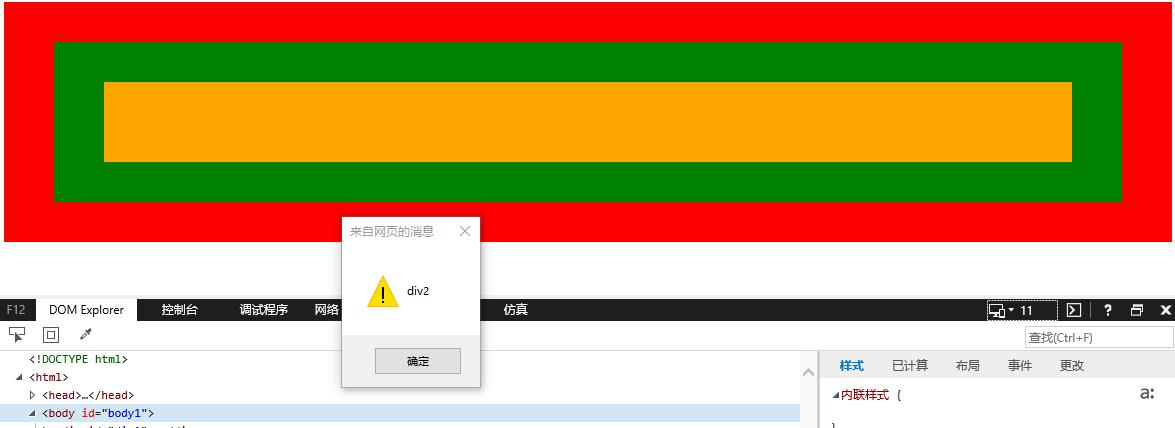 来自网页的消息
div2
确定
F12 DOM Explorer 控制台 调试程序 网络 仿真 11 ?
查找(Ctrl+F)
<!DOCTYPE html>
<html>
<head>…</head>
<body id="body1">
样式 已计算 布局 事件 更改
内联样式 {
a:
}